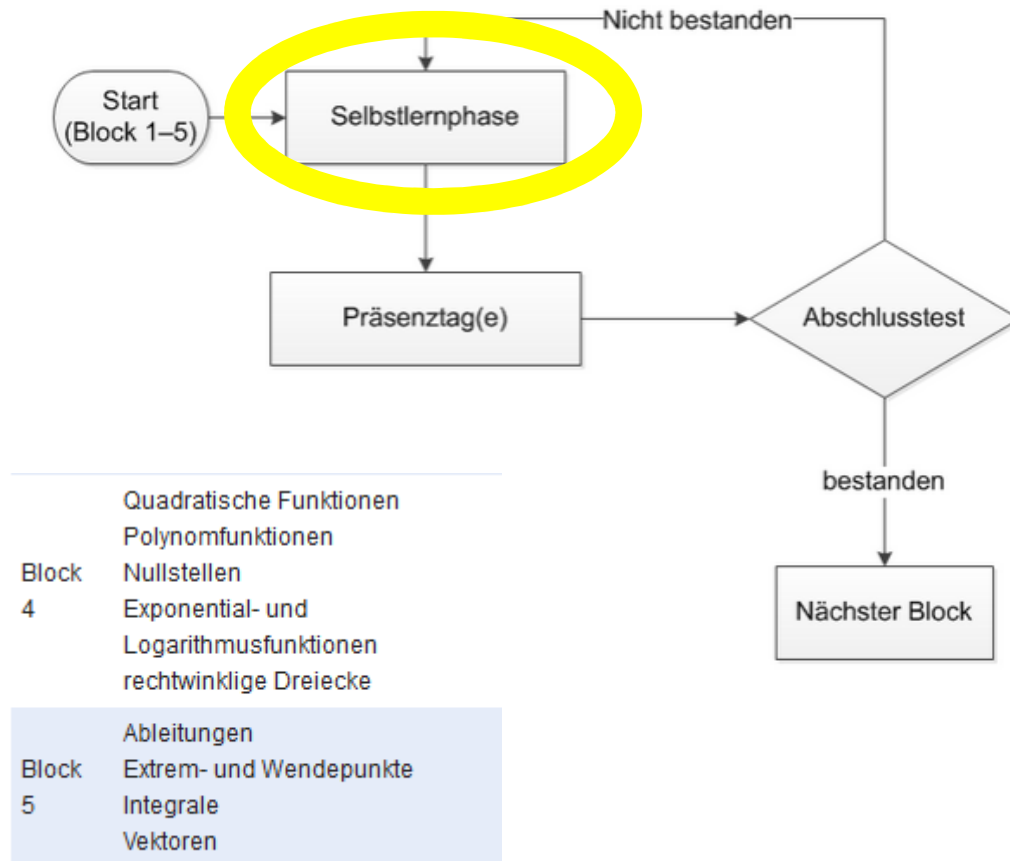 Nicht bestanden
Start
(Block 1–5)
Selbstlernphase
Präsenztag(e)
Abschlusstest
bestanden
Nächster Block
Block 4
Quadratische Funktionen
Polynomfunktionen
Nullstellen
Exponential- und
Logarithmusfunktionen
rechtwinklige Dreiecke
Block 5
Ableitungen
Extrem- und Wendepunkte
Integrale
Vektoren